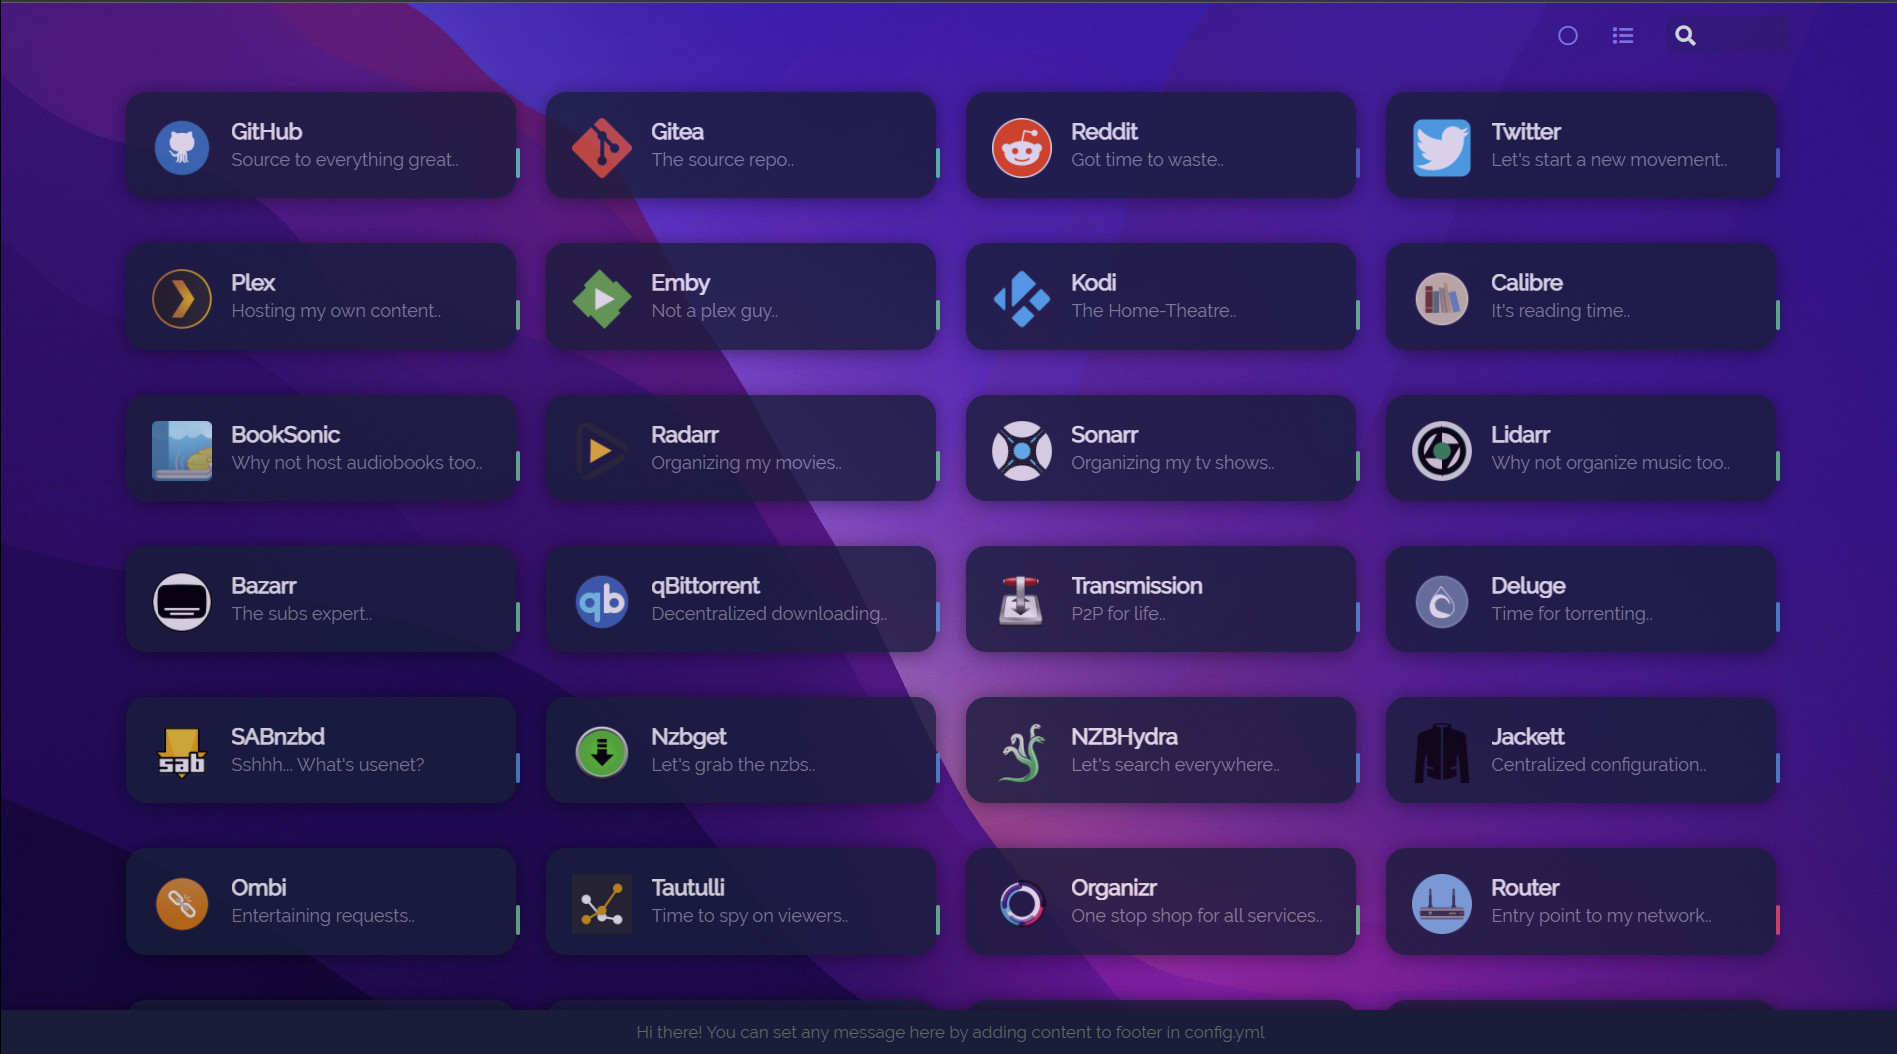 GitHub
Source to everything great..
Gitea
The source repo..
Reddit
Got time to waste..
Twitter
Let's start a new movement..
Plex
Hosting my own content..
Emby
Not a plex guy..
Kodi
The Home-Theatre..
Calibre
It's reading time..
BookSonic
Why not host audiobooks too..
Radarr
Organizing my movies..
Sonarr
Organizing my tv shows..
Lidarr
Why not organize music too..
Bazarr
The subs expert..
qb
qBittorrent
Decentralized downloading..
Transmission
P2P for life..
Deluge
Time for torrenting..
sab
SABnzbd
Sshhh... What's usenet?
Nzbget
Let's grab the nzbs..
NZBHydra
Let's search everywhere..
Jackett
Centralized configuration..
Ombi
Entertaining requests..
Tautulli
Time to spy on viewers..
Organizr
One stop shop for all services..
Router
Entry point to my network..
Hi there! You can set any message here by adding content to footer in config.yml